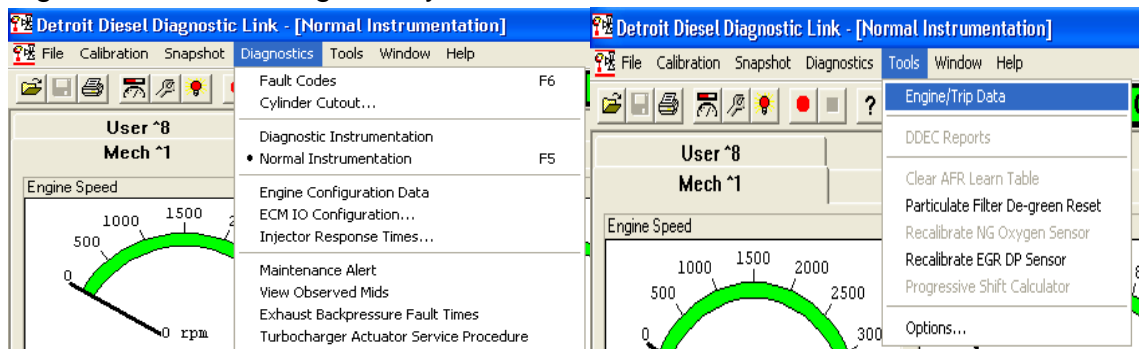 Detroit Diesel Diagnostic Link - [Normal Instrumentation]
File Calibration Snapshot Diagnostics Tools Window Help
Fault Codes F6
Cylinder Cutout...
Diagnostic Instrumentation
• Normal Instrumentation F5
Engine Configuration Data
ECM IO Configuration...
Injector Response Times...
Maintenance Alert
View Observed Mids
Exhaust Backpressure Fault Times
Turbocharger Actuator Service Procedure
User ^8
Mech ^1
Engine Speed
0
500
1000
1500
0 rpm
Detroit Diesel Diagnostic Link - [Normal Instrumentation]
File Calibration Snapshot Diagnostics Tools Window Help
Engine/Trip Data
DDEC Reports
Clear AFR Learn Table
Particulate Filter De-green Reset
Recalibrate NG Oxygen Sensor
Recalibrate EGR DP Sensor
Progressive Shift Calculator
Options...
?
User ^8
Mech ^1
Engine Speed
0
500
1000
1500
2000
2500
300